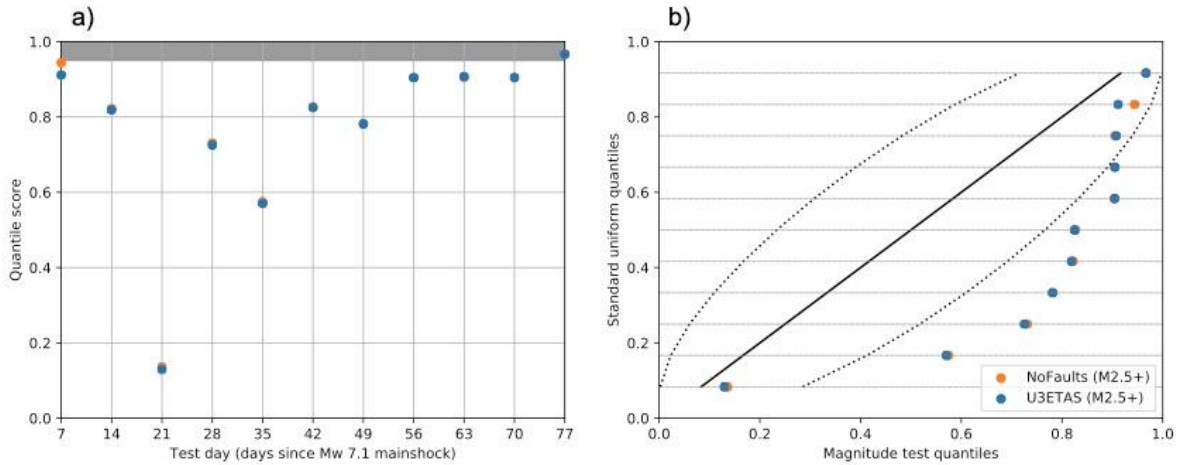 a)
1.0
0.8
0.6
0.4
0.2
0.0
Quantile score
7 14 21 28 35 42 49 56 63 70 77
Test day (days since Mw 7.1 mainshock)
b)
1.0
0.8
0.6
0.4
0.2
0.0
Standard uniform quantiles
NoFaults (M2.5+)
U3ETAS (M2.5+)
0.0 0.2 0.4 0.6 0.8 1.0
Magnitude test quantiles